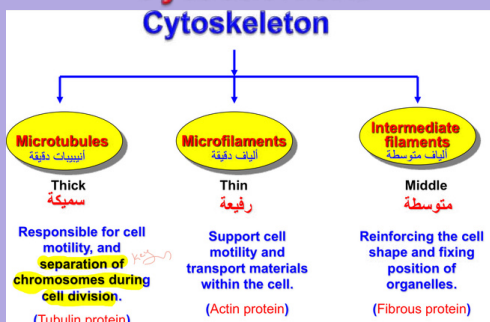 Cytoskeleton
Microtubules
أنيبيبات دقيقة
Microfilaments
ألياف دقيقة
Intermediate
filaments
ألياف متوسطة
Thick
سميكة
Thin
رفيعة
Middle
متوسطة
Responsible for cell
motility, and
separation of
chromosomes during
cell division.
(Tubulin protein)
key
Support cell
motility and
transport materials
within the cell.
(Actin protein)
Reinforcing the cell
shape and fixing
position of
organelles.
(Fibrous protein)